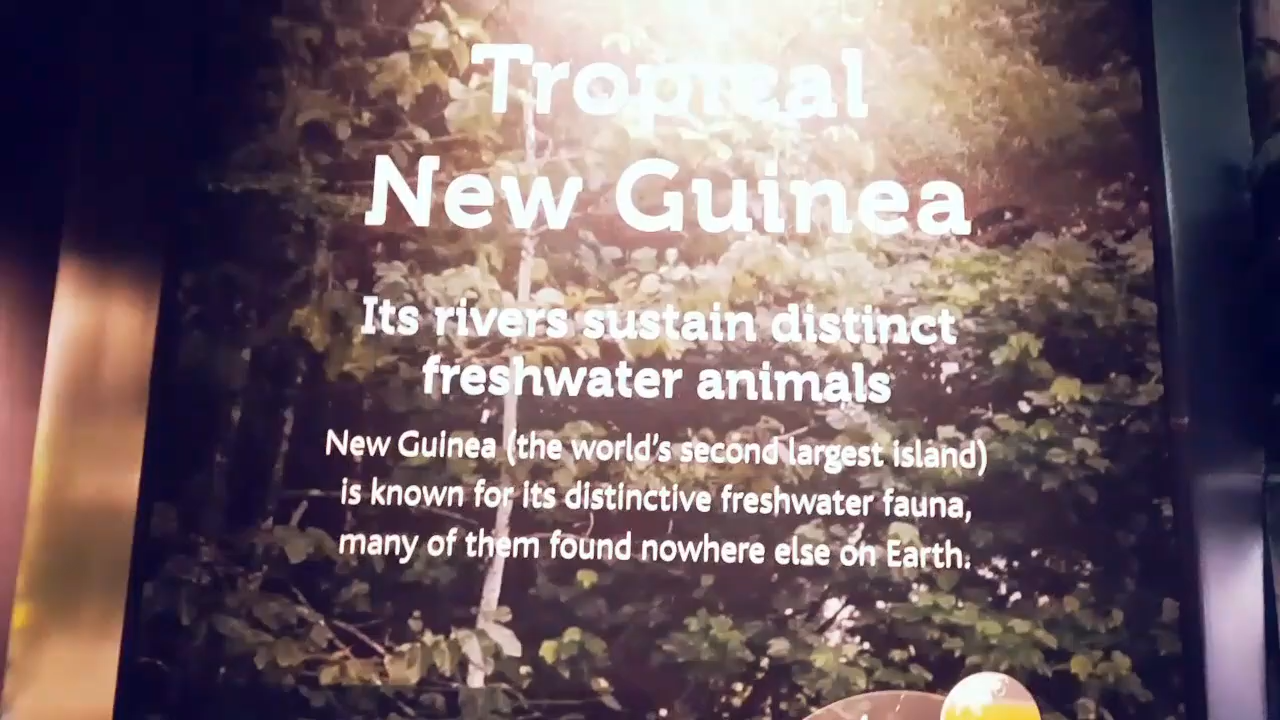 Tropical
New Guinea
Its rivers sustain distinct
freshwater animals
New Guinea (the world's second largest island)
is known for its distinctive freshwater fauna,
many of them found nowhere else on Earth.